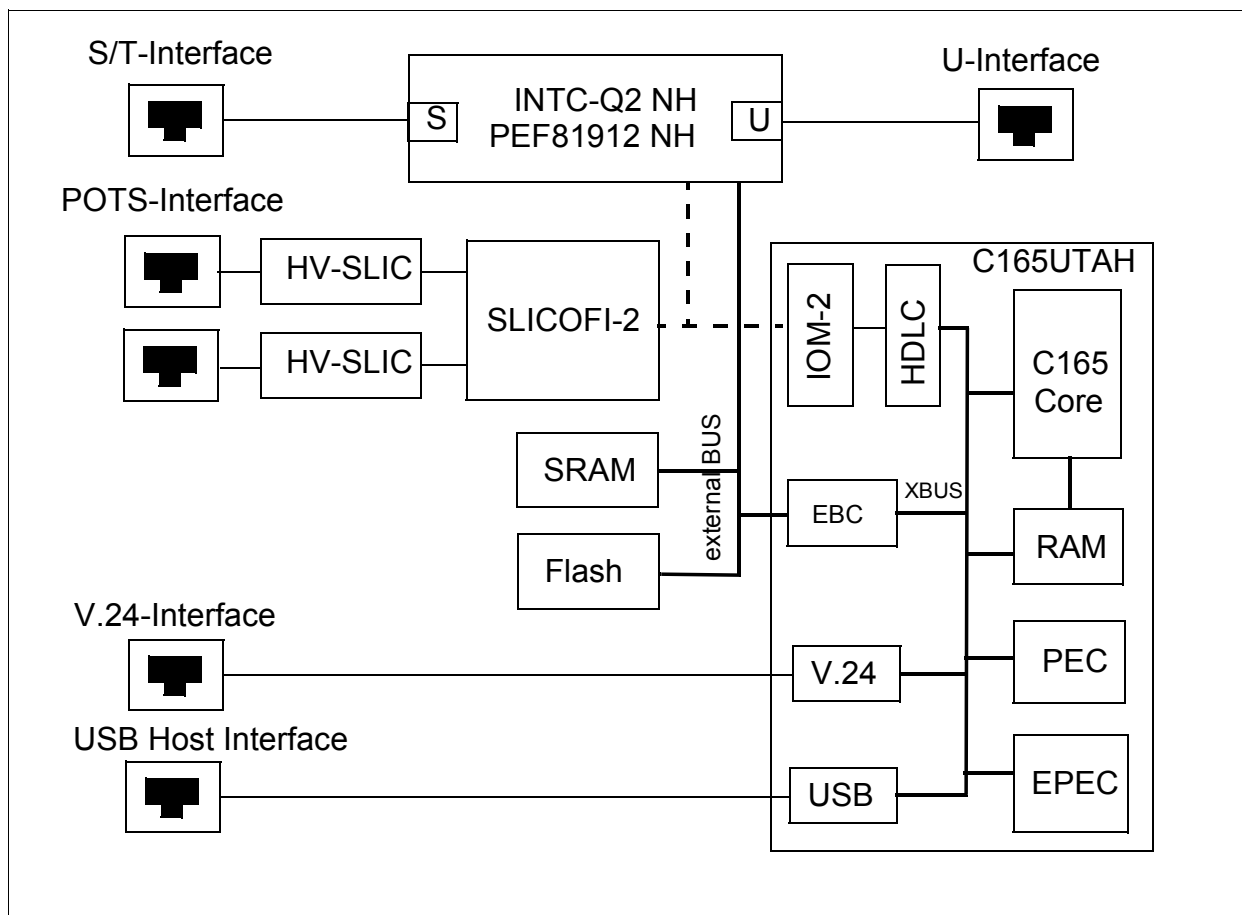 S/T-Interface
INTC-Q2 NH
PEF81912 NH
S
U
U-Interface
POTS-Interface
HV-SLIC
HV-SLIC
SLICOFI-2
C165UTAH
IOM-2
HDLC
C165
Core
SRAM
external BUS
EBC
XBUS
RAM
Flash
V.24-Interface
V.24
PEC
USB Host Interface
USB
EPEC